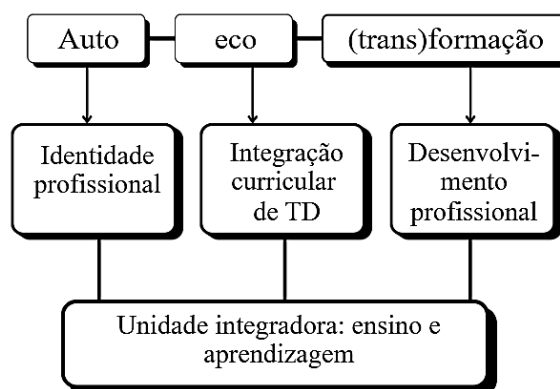 Auto
eco
(trans)formação
Identidade
profissional
Integração
curricular
de TD
Desenvolvi-
mento
profissional
Unidade integradora: ensino e
aprendizagem